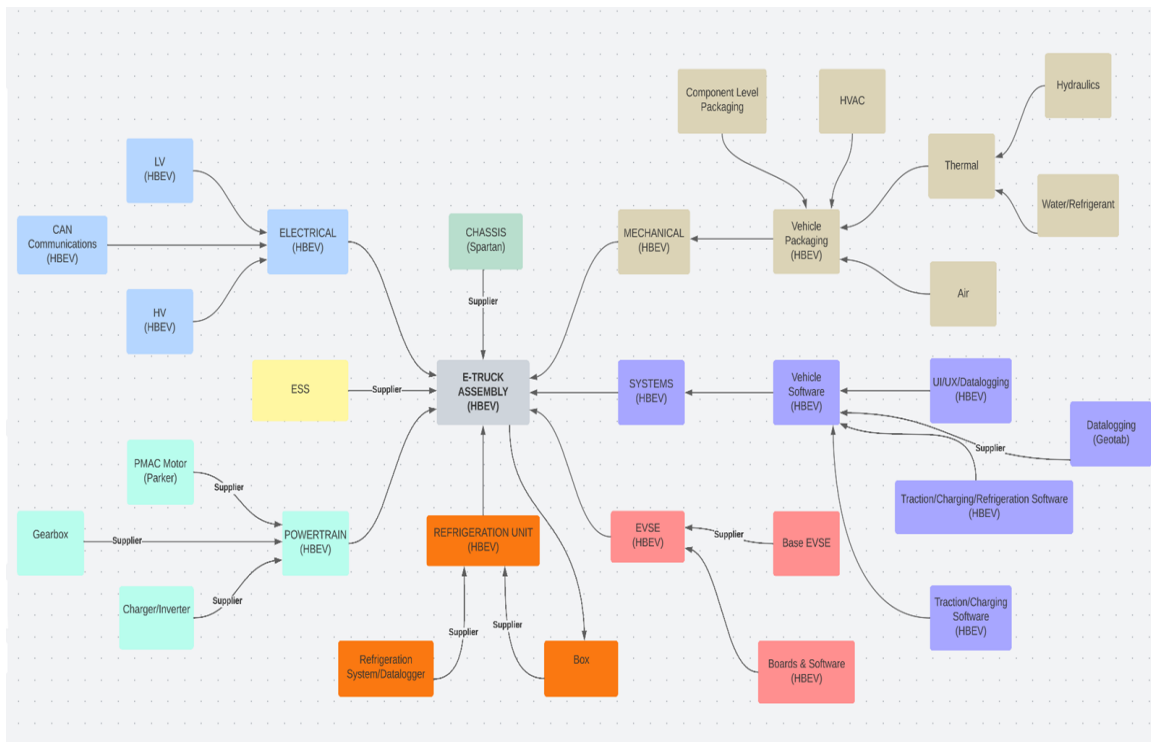 Hydraulics
Component Level
Packaging
HVAC
LV
(HBEV)
Thermal
Water/Refrigerant
CAN
Communications
(HBEV)
ELECTRICAL
(HBEV)
CHASSIS
(Spartan)
MECHANICAL
(HBEV)
Vehicle
Packaging
(HBEV)
Air
Supplier
HV
(HBEV)
ESS
Supplier
E-TRUCK
ASSEMBLY
(HBEV)
SYSTEMS
(HBEV)
Vehicle
Software
(HBEV)
UI/UX/Datalogging
(HBEV)
Datalogging
(Geotab)
Supplier
PMAC Motor
(Parker)
Supplier
Traction/Charging/Refrigeration Software
(HBEV)
Gearbox
Supplier
POWERTRAIN
(HBEV)
REFRIGERATION UNIT
(HBEV)
EVSE
(HBEV)
Supplier
Base EVSE
Charger/Inverter
Supplier
Supplier
Supplier
Traction/Charging
Software
(HBEV)
Refrigeration
System/Datalogger
Box
Boards & Software
(HBEV)